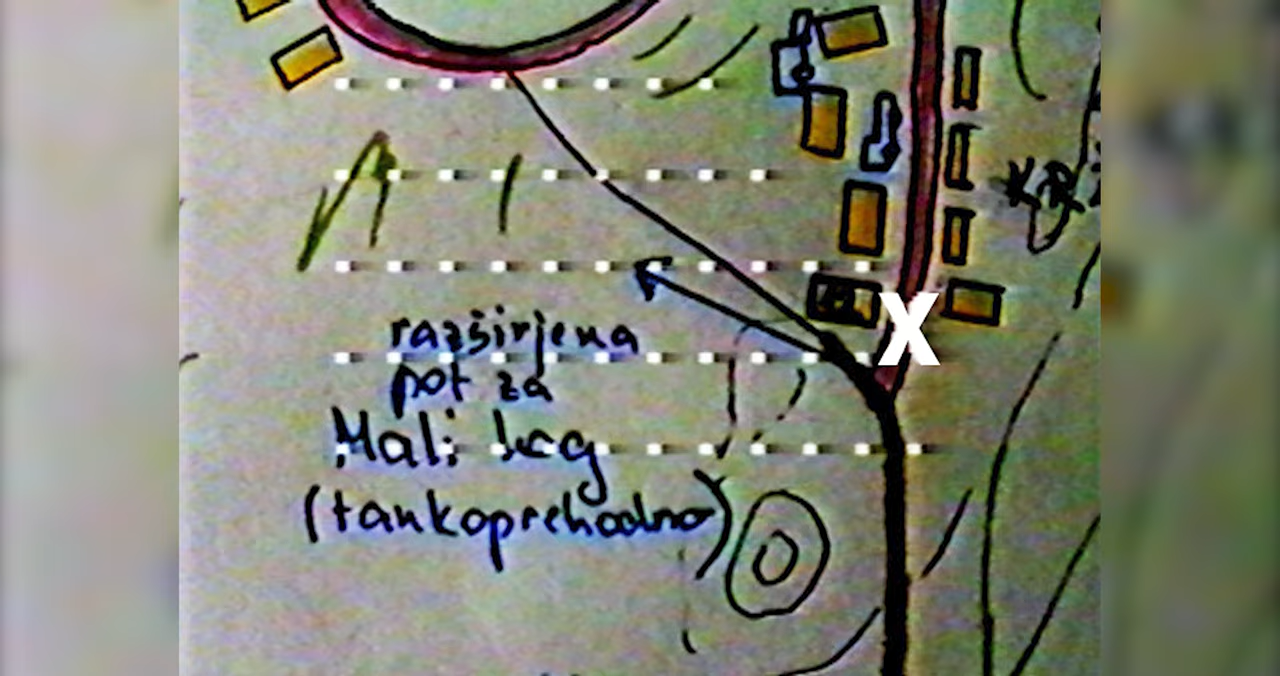 X
razširjena
pot za
Mali Log
(tankoprehodno)